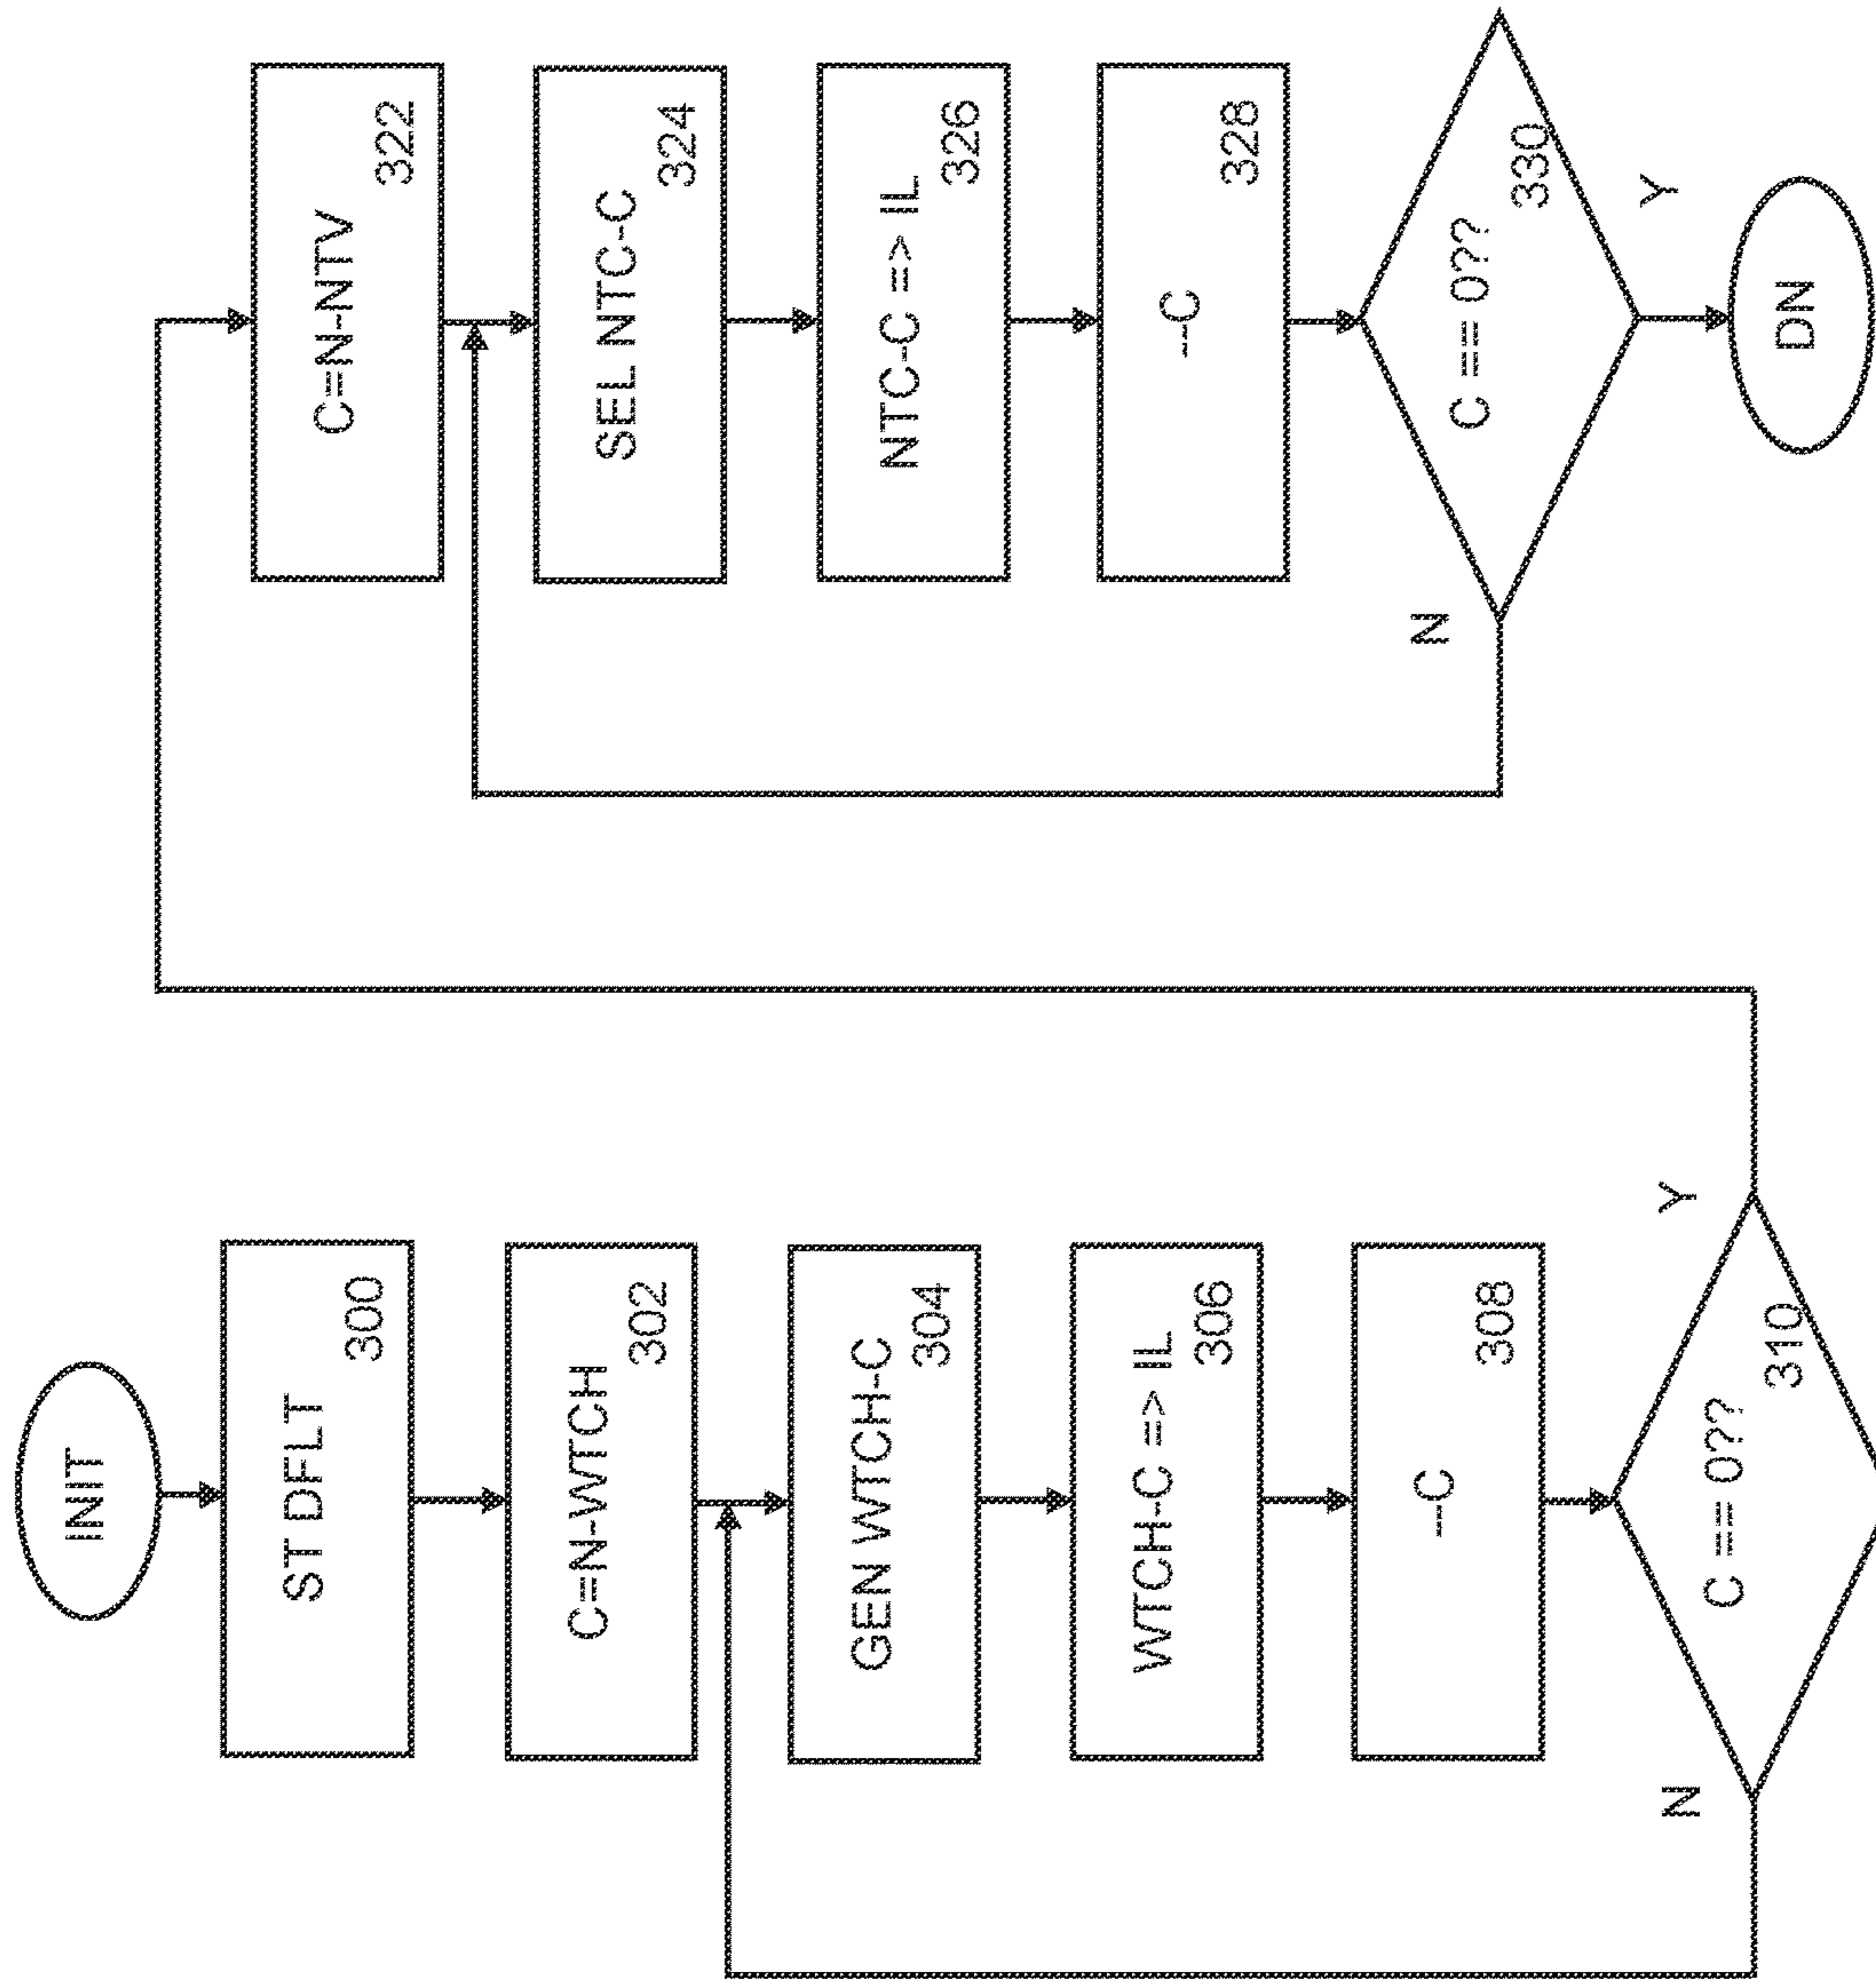 INIT
ST DFLT
300
C=N-WTCH
302
GEN WTCH-C
304
WTCH-C => IL
306
--C
308
C == 0??
310
N
Y
C=N-NTV
322
SEL NTC-C
324
NTC-C => IL
326
--C
328
C == 0??
330
N
Y
DN